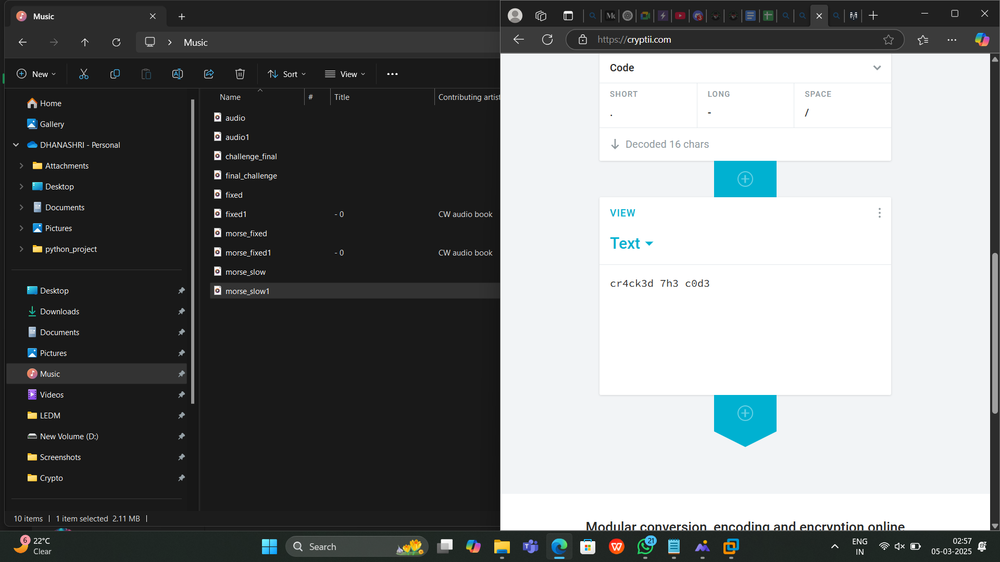 Music
Music
New
Sort
View
Name
#
Title
Contributing artist
Home
Gallery
DHANASHRI - Personal
Attachments
Desktop
Documents
Pictures
python_project
Desktop
Downloads
Documents
Pictures
Music
Videos
LEDM
New Volume (D:)
Screenshots
Crypto
audio
audio1
challenge_final
final_challenge
fixed
fixed1 - 0 CW audio book
morse_fixed
morse_fixed1 - 0 CW audio book
morse_slow
morse_slow1
10 items 1 item selected 2.11 MB
3
https://cryptii.com
Code
SHORT LONG SPACE
. - /
Decoded 16 chars
VIEW
Text
cr4ck3d 7h3 c0d3
Modular conversion, encoding and encryption online
6
22°C
Clear
Search
21
ENG
IN
02:57
05-03-2025